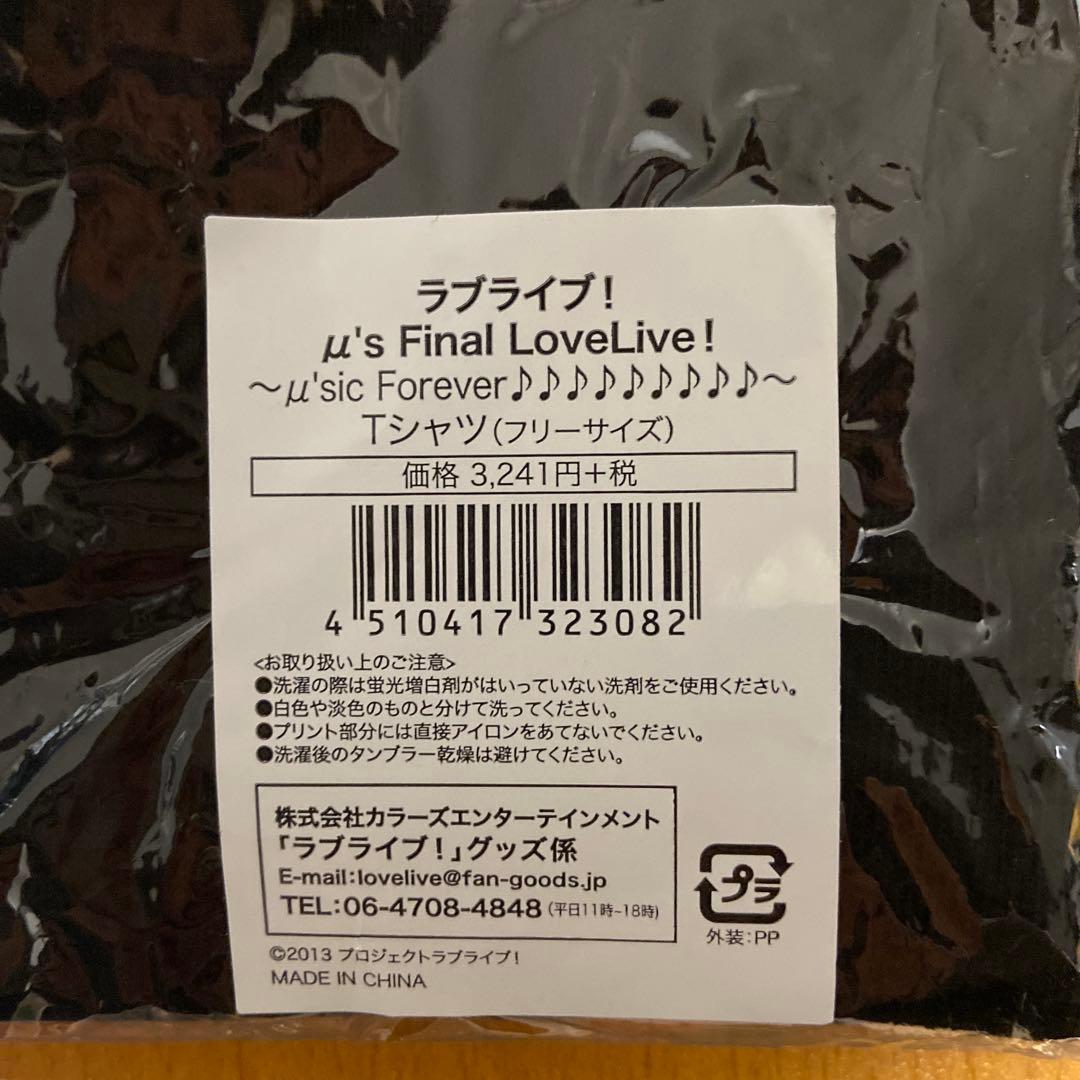 ラブライブ!
μ's Final LoveLive!
～μ'sic Forever♪♪♪♪♪♪♪♪♪～
Tシャツ(フリーサイズ)
価格 3,241円+税
4 510417 323082
<お取り扱い上のご注意>
●洗濯の際は蛍光増白剤がはいっていない洗剤をご使用ください。
●白色や淡色のものと分けて洗ってください。
●プリント部分には直接アイロンをあてないでください。
●洗濯後のタンブラー乾燥は避けてください。
株式会社カラーズエンターテインメント
「ラブライブ!」グッズ係
E-mail:lovelive@fan-goods.jp
TEL:06-4708-4848 (平日11時~18時)
プラ
外装:PP
©2013 プロジェクトラブライブ!
MADE IN CHINA